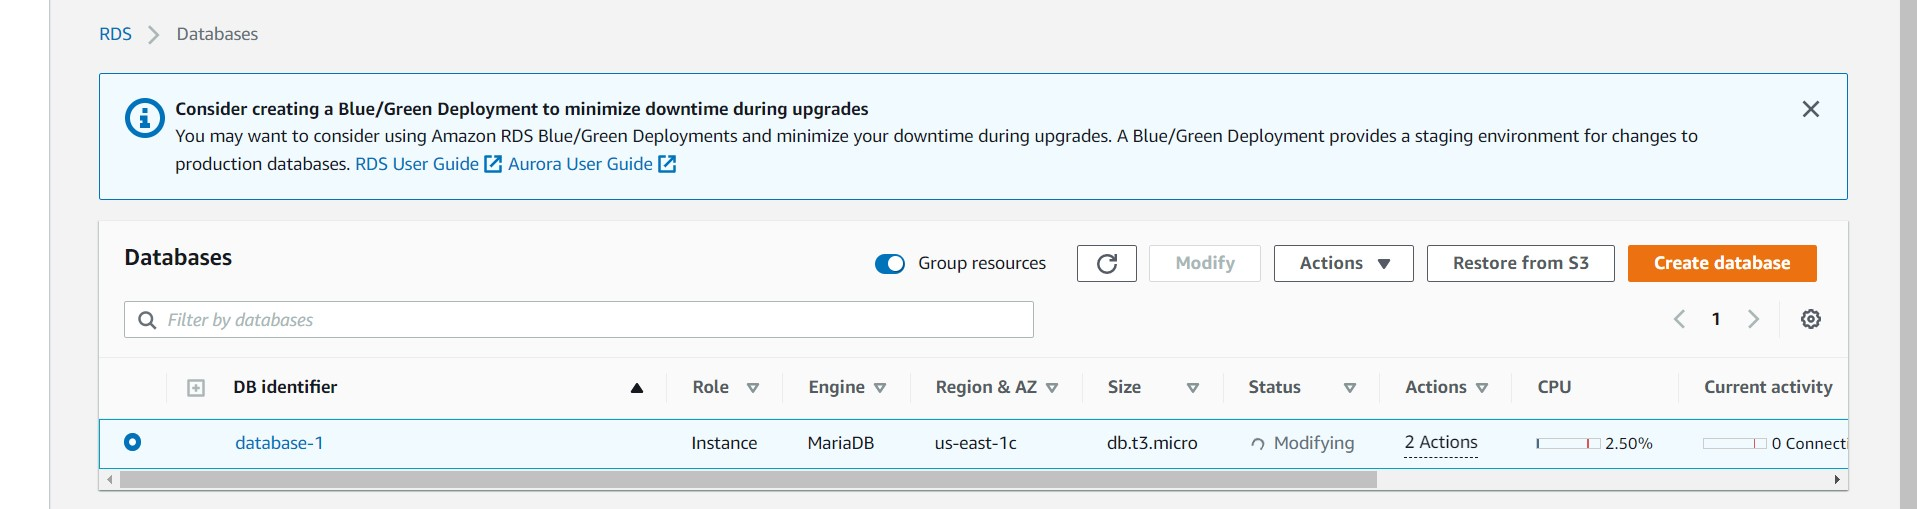 RDS > Databases
Consider creating a Blue/Green Deployment to minimize downtime during upgrades
You may want to consider using Amazon RDS Blue/Green Deployments and minimize your downtime during upgrades. A Blue/Green Deployment provides a staging environment for changes to
production databases. RDS User Guide Aurora User Guide
Databases
Group resources
Modify
Actions
Restore from S3
Create database
Filter by databases
1
DB identifier Role Engine Region & AZ Size Status Actions CPU Current activity
database-1 Instance MariaDB us-east-1c db.t3.micro Modifying 2 Actions 2.50% 0 Connecti